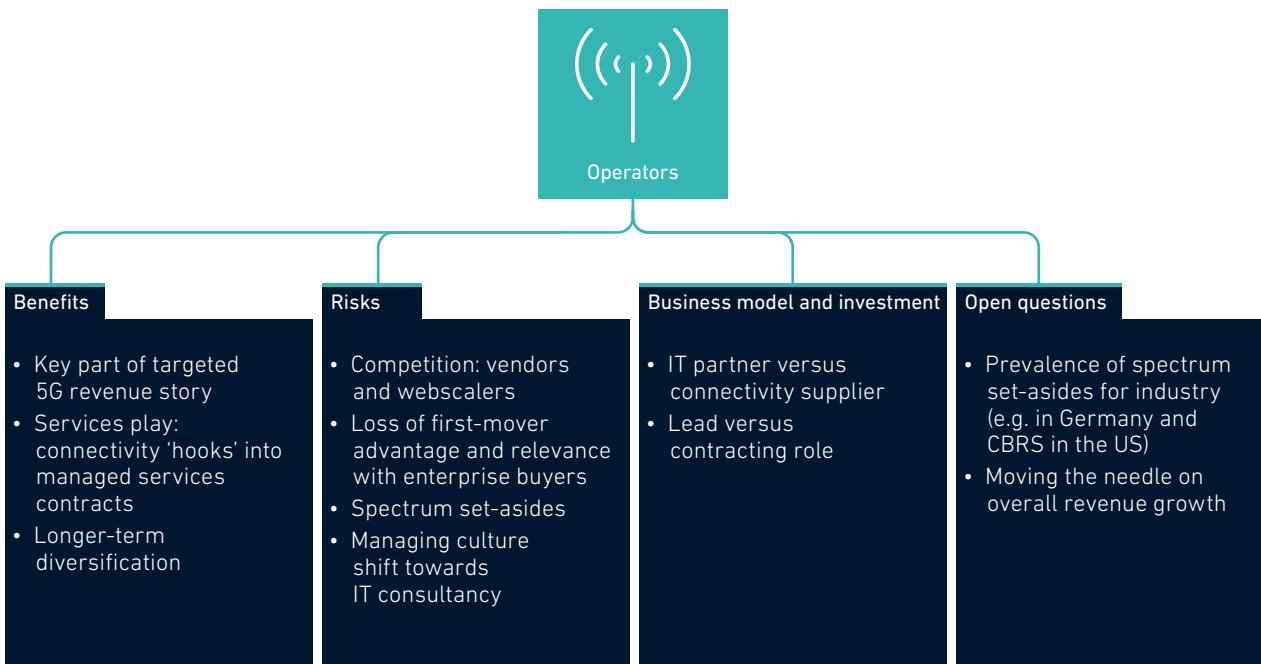 Operators
Benefits
• Key part of targeted
5G revenue story
• Services play:
connectivity ‘hooks’ into
managed services
contracts
• Longer-term
diversification
Risks
• Competition: vendors
and webscalers
• Loss of first-mover
advantage and relevance
with enterprise buyers
• Spectrum set-asides
• Managing culture
shift towards
IT consultancy
Business model and investment
• IT partner versus
connectivity supplier
• Lead versus
contracting role
Open questions
• Prevalence of spectrum
set-asides for industry
(e.g. in Germany and
CBRS in the US)
• Moving the needle on
overall revenue growth